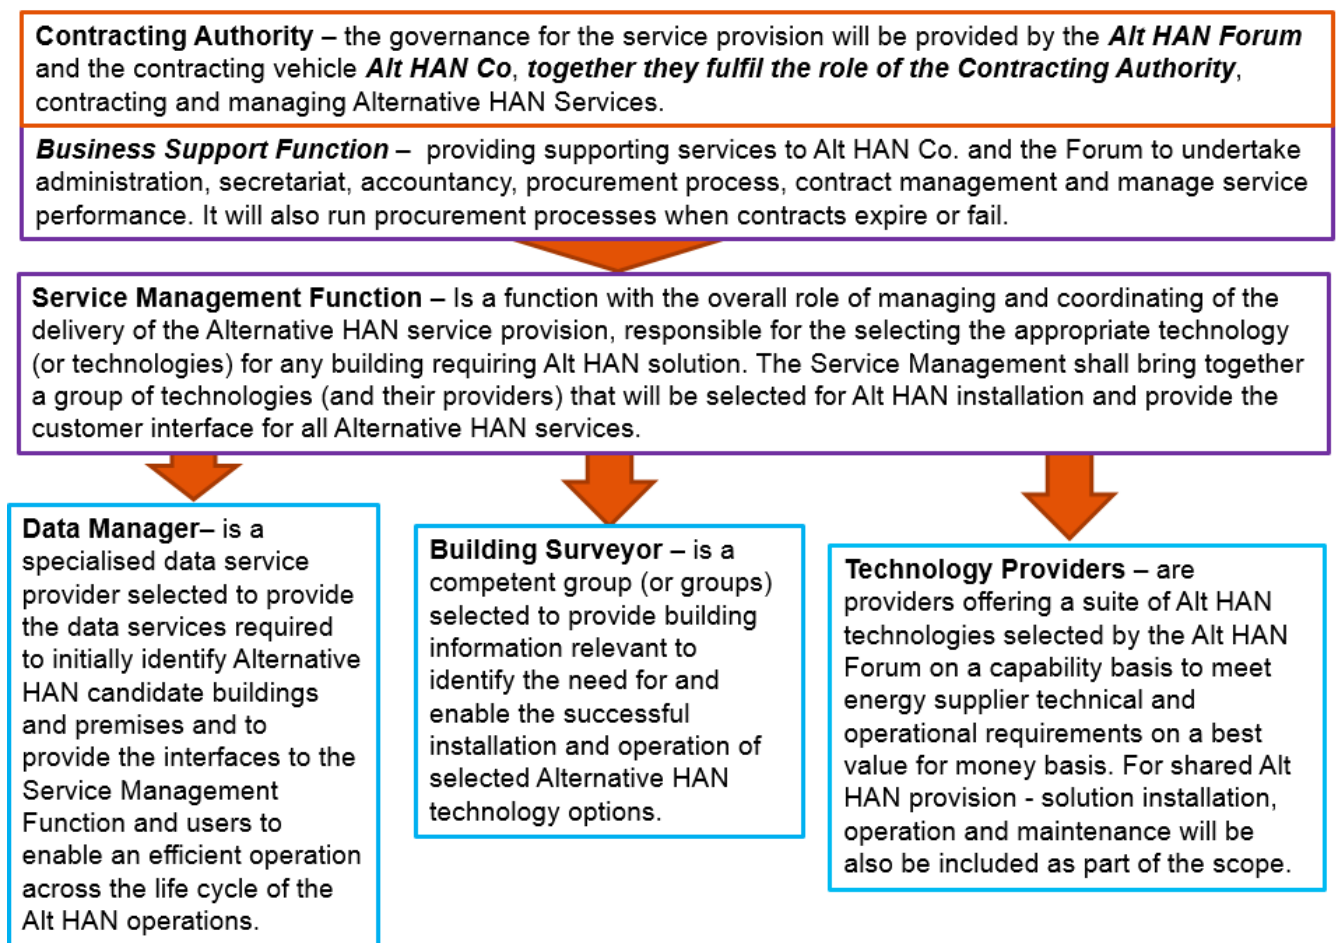 Contracting Authority – the governance for the service provision will be provided by the Alt HAN Forum
and the contracting vehicle Alt HAN Co, together they fulfil the role of the Contracting Authority,
contracting and managing Alternative HAN Services.
Business Support Function – providing supporting services to Alt HAN Co. and the Forum to undertake
administration, secretariat, accountancy, procurement process, contract management and manage service
performance. It will also run procurement processes when contracts expire or fail.
Service Management Function – Is a function with the overall role of managing and coordinating of the
delivery of the Alternative HAN service provision, responsible for the selecting the appropriate technology
(or technologies) for any building requiring Alt HAN solution. The Service Management shall bring together
a group of technologies (and their providers) that will be selected for Alt HAN installation and provide the
customer interface for all Alternative HAN services.
Data Manager– is a
specialised data service
provider selected to provide
the data services required
to initially identify Alternative
HAN candidate buildings
and premises and to
provide the interfaces to the
Service Management
Function and users to
enable an efficient operation
across the life cycle of the
Alt HAN operations.
Building Surveyor – is a
competent group (or groups)
selected to provide building
information relevant to
identify the need for and
enable the successful
installation and operation of
selected Alternative HAN
technology options.
Technology Providers – are
providers offering a suite of Alt HAN
technologies selected by the Alt HAN
Forum on a capability basis to meet
energy supplier technical and
operational requirements on a best
value for money basis. For shared Alt
HAN provision - solution installation,
operation and maintenance will be
also be included as part of the scope.